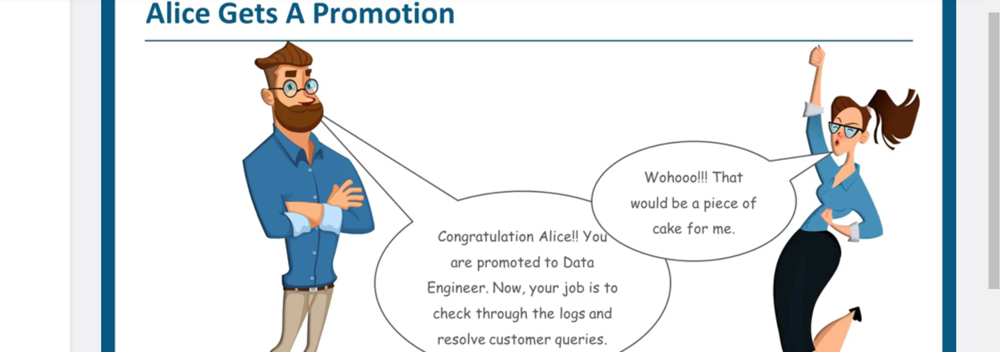 Alice Gets A Promotion
Congratulation Alice!! You
are promoted to Data
Engineer. Now, your job is to
check through the logs and
resolve customer queries.
Wohooo!!! That
would be a piece of
cake for me.